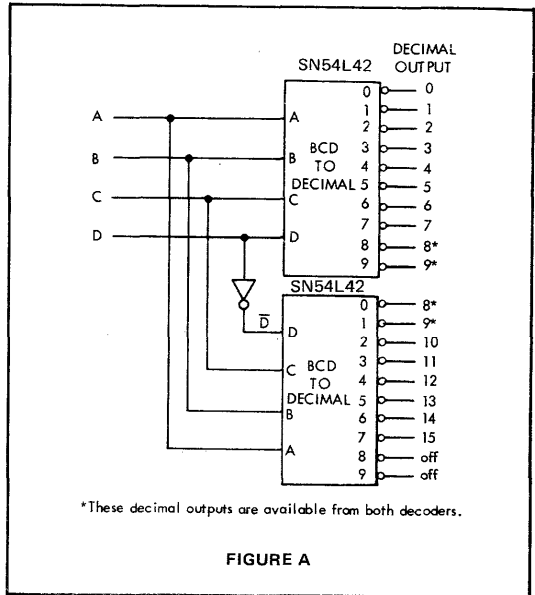 DECIMAL
SN54L42 OUTPUT
0 0
A A 1 1
2 2
B B BCD 3 3
TO 4 4
C C DECIMAL 5 5
6 6
D D 7 7
8 8*
9 9*
SN54L42
0 8*
D̅ D 1 9*
2 10
C BCD 3 11
TO 4 12
DECIMAL 5 13
B 6 14
7 15
A 8 off
9 off
*These decimal outputs are available from both decoders.
FIGURE A